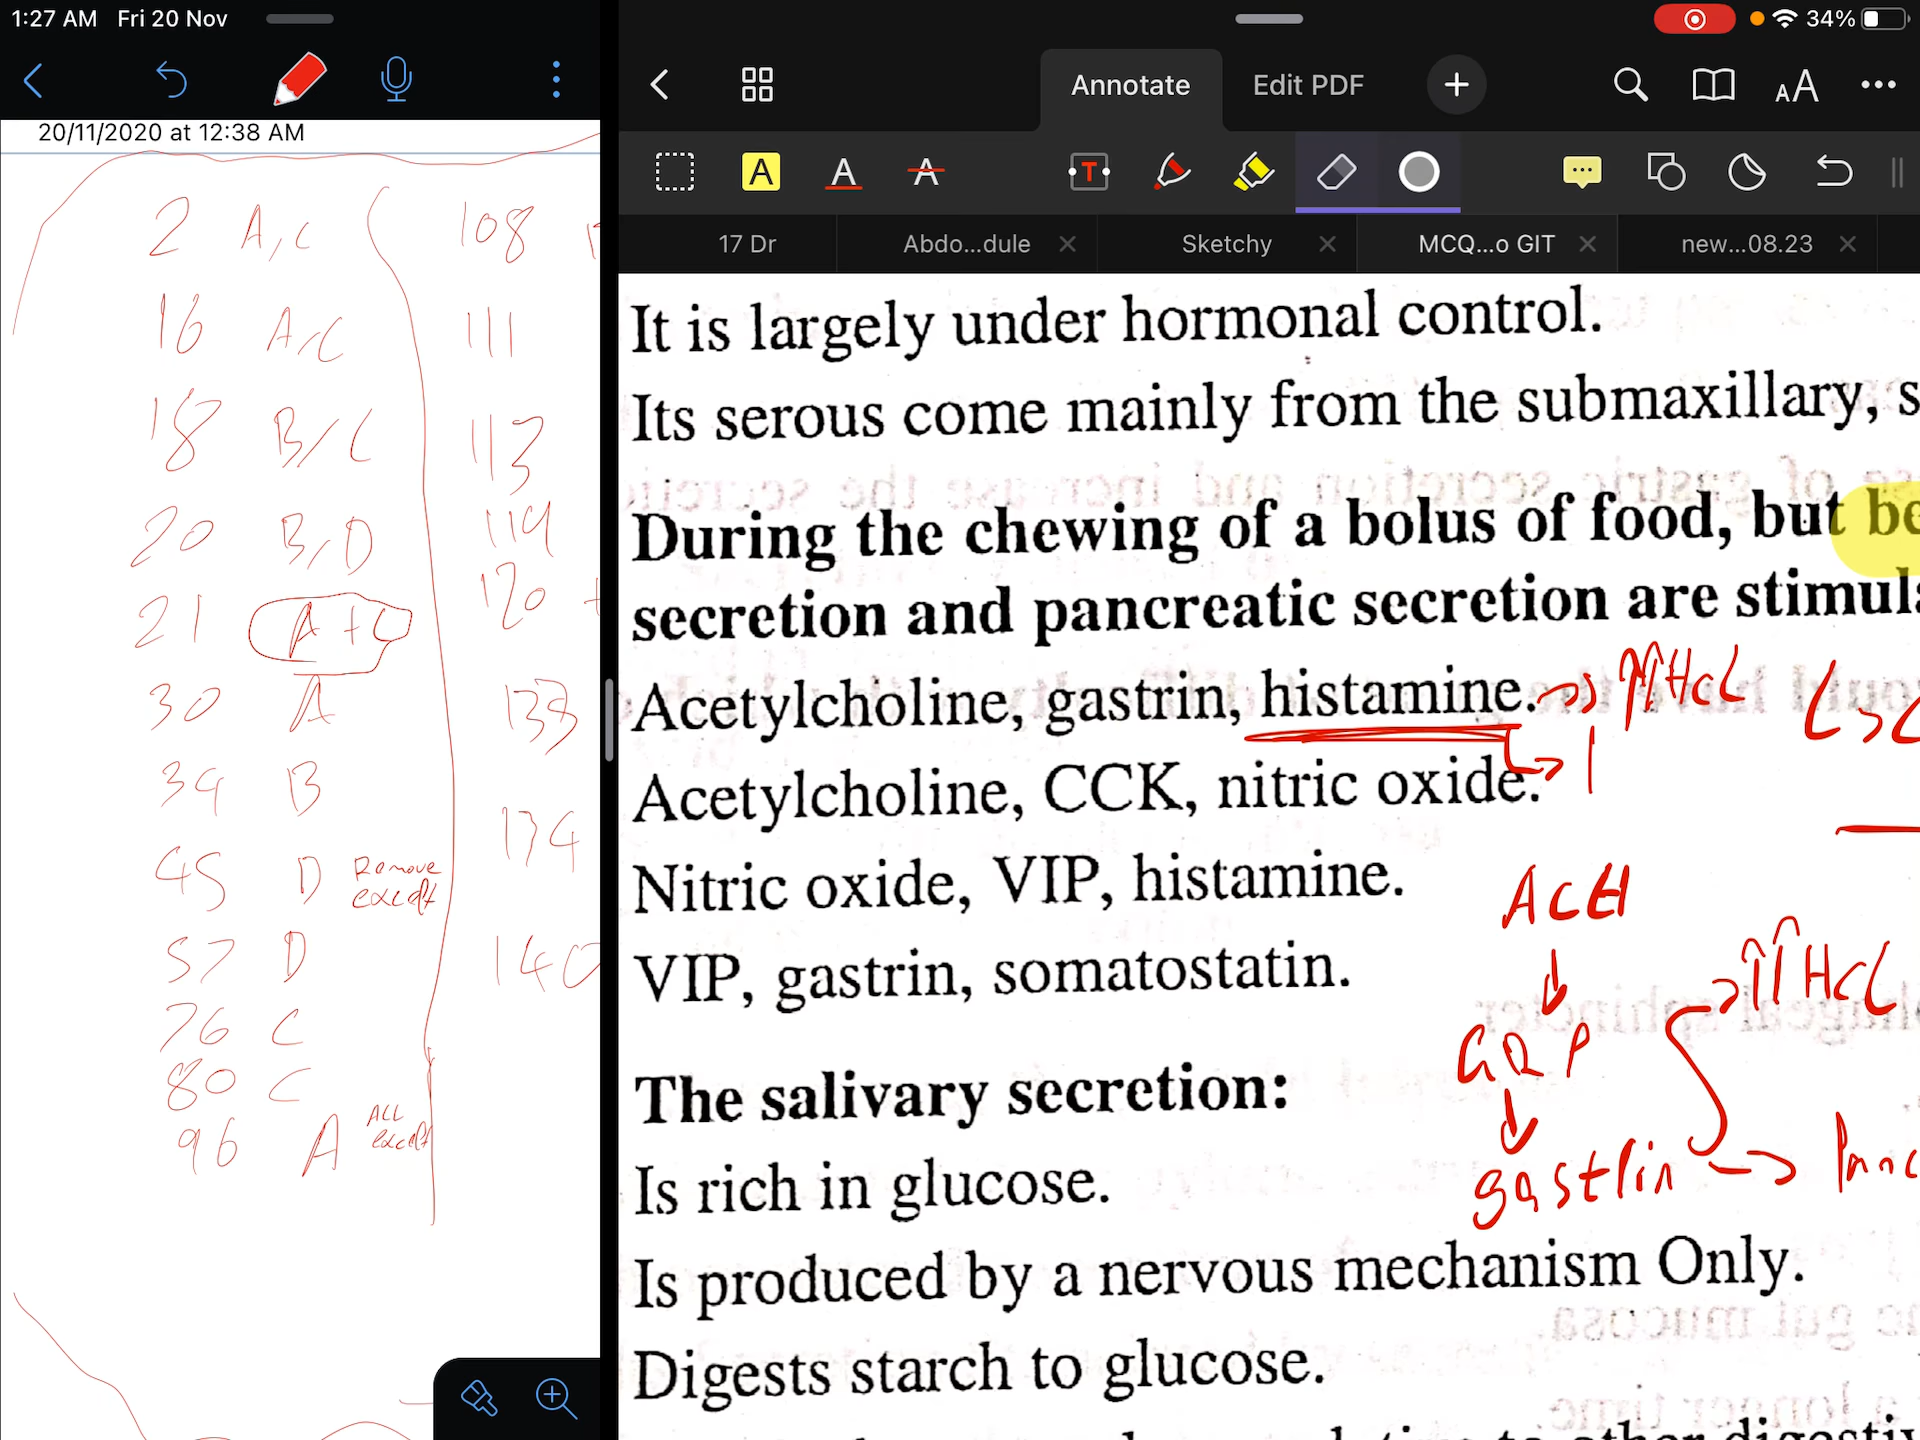 1:27 AM Fri 20 Nov
34%
20/11/2020 at 12:38 AM
2 A,C
16 A,C
18 B/C
20 B/D
21 A+C
30 A
39 B
45 D Remove except
57 D
76 C
80 C
96 A ALL except
108
111
113
114
120 +
133
134
140
Annotate
Edit PDF
17 Dr
Abdo...dule
Sketchy
MCQ...o GIT
new...08.23
It is largely under hormonal control.
Its serous come mainly from the submaxillary, s
During the chewing of a bolus of food, but be
secretion and pancreatic secretion are stimul
Acetylcholine, gastrin, histamine. → ↑↑HCL
Acetylcholine, CCK, nitric oxide.
Nitric oxide, VIP, histamine.
VIP, gastrin, somatostatin.
AcH
↓
GRP
↓
gastrin → Panc
→ ↑↑HCL
The salivary secretion:
Is rich in glucose.
Is produced by a nervous mechanism Only.
Digests starch to glucose.